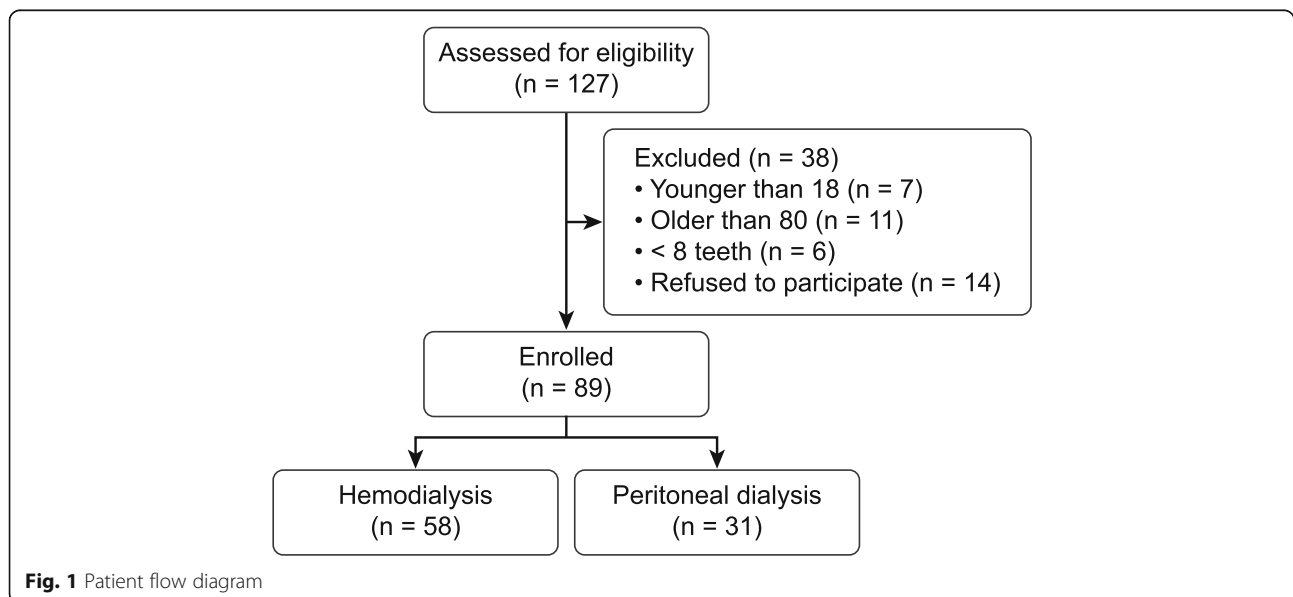 Assessed for eligibility
(n = 127)
Excluded (n = 38)
• Younger than 18 (n = 7)
• Older than 80 (n = 11)
• < 8 teeth (n = 6)
• Refused to participate (n = 14)
Enrolled
(n = 89)
Hemodialysis
(n = 58)
Peritoneal dialysis
(n = 31)
Fig. 1 Patient flow diagram